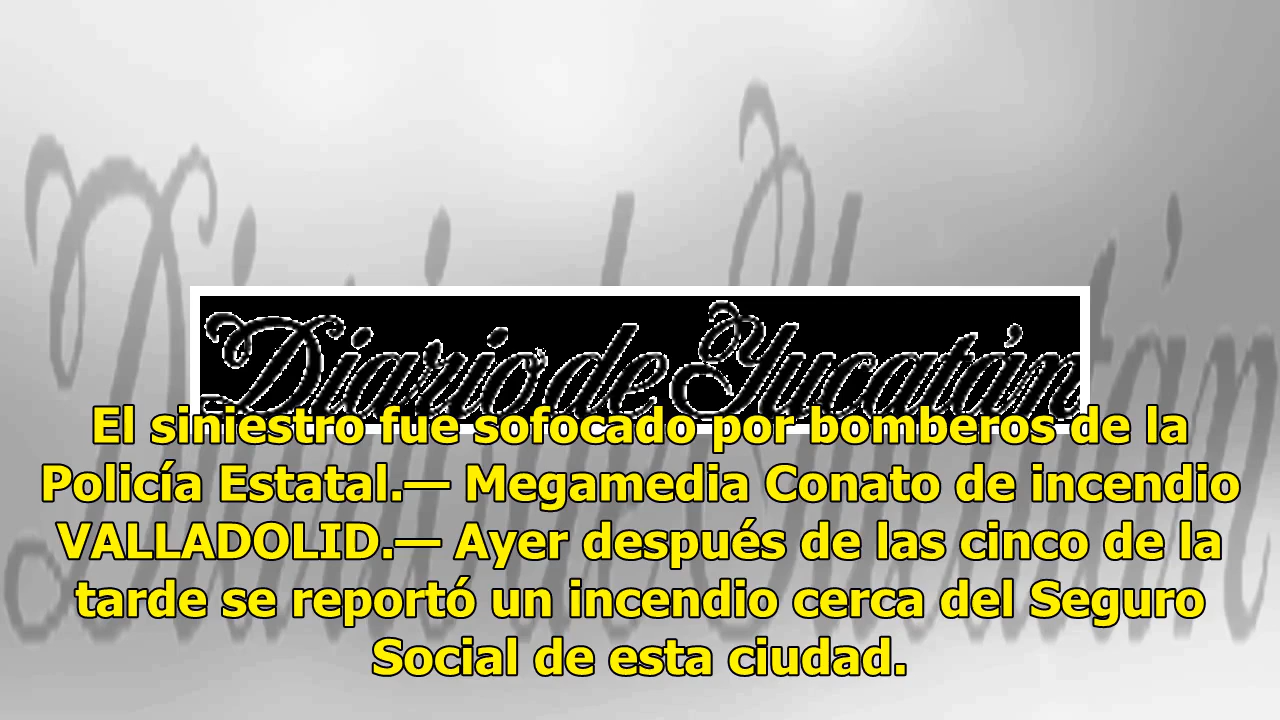 Diario de Yucatán
El siniestro fue sofocado por bomberos de la
Policía Estatal.— Megamedia Conato de incendio
VALLADOLID.— Ayer después de las cinco de la
tarde se reportó un incendio cerca del Seguro
Social de esta ciudad.